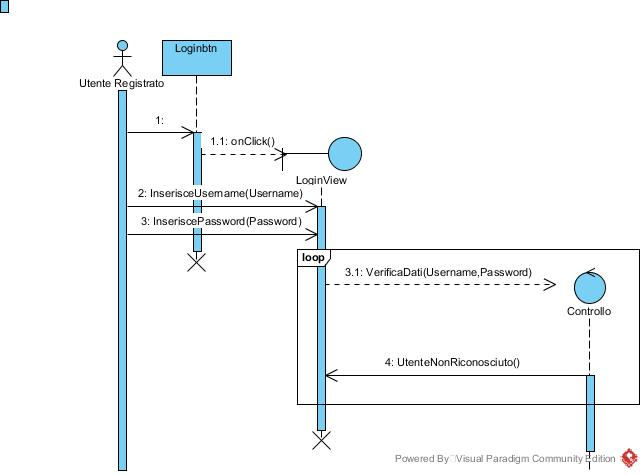 Loginbtn
Utente Registrato
1:
1.1: onClick()
LoginView
2: InserisceUsername(Username)
3: InseriscePassword(Password)
loop
3.1: VerificaDati(Username,Password)
Controllo
4: UtenteNonRiconosciuto()
Powered By Visual Paradigm Community Edition